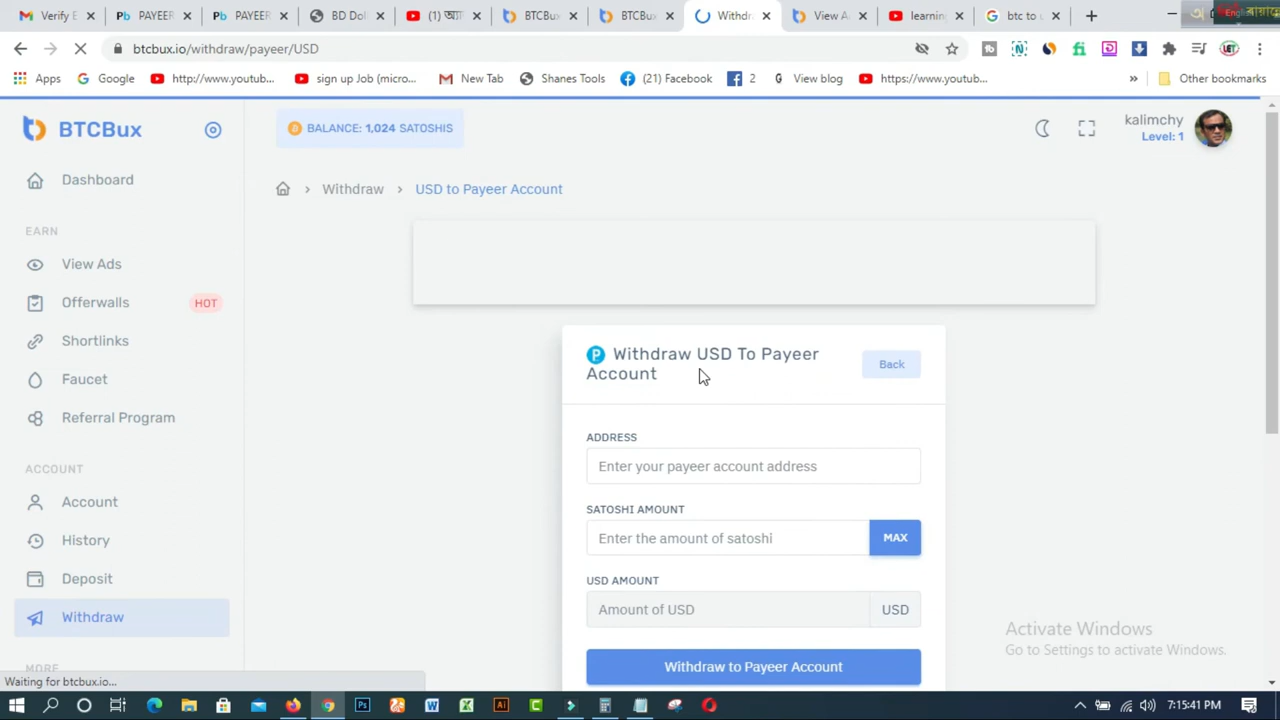 Verify E
PAYEER
PAYEER
BD Dol
BTCBu
BTCBux
Withdr
View A
learning
btc to u
English
btcbux.io/withdraw/payeer/USD
Apps
Google
http://www.youtub...
sign up Job (micro...
New Tab
Shanes Tools
(21) Facebook
2
View blog
https://www.youtub...
»
Other bookmarks
BTCBux
BALANCE: 1,024 SATOSHIS
kalimchy
Level: 1
Dashboard
Withdraw
USD to Payeer Account
EARN
View Ads
Offerwalls
HOT
Shortlinks
Faucet
Referral Program
ACCOUNT
Account
History
Deposit
Withdraw
MORE
Withdraw USD To Payeer
Account
Back
ADDRESS
Enter your payeer account address
SATOSHI AMOUNT
Enter the amount of satoshi
MAX
USD AMOUNT
Amount of USD
USD
Withdraw to Payeer Account
Activate Windows
Go to Settings to activate Windows.
Waiting for btcbux.io...
7:15:41 PM